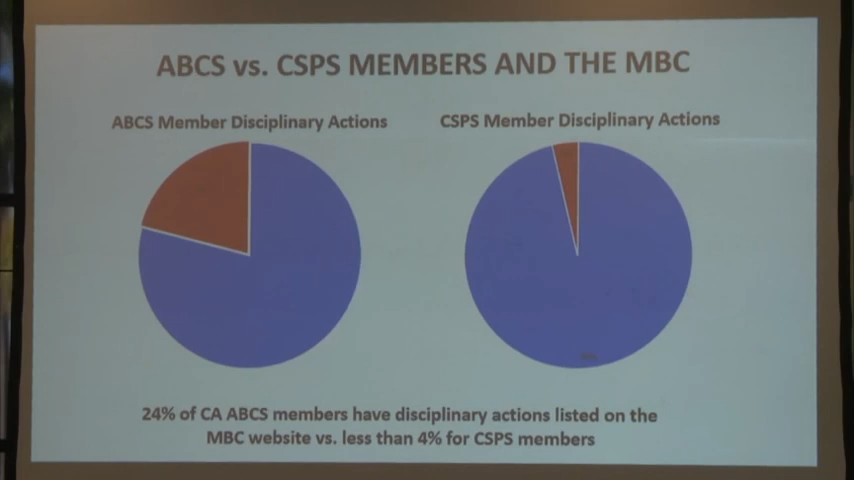 ABCS vs. CSPS MEMBERS AND THE MBC
ABCS Member Disciplinary Actions
CSPS Member Disciplinary Actions
24% of CA ABCS members have disciplinary actions listed on the
MBC website vs. less than 4% for CSPS members